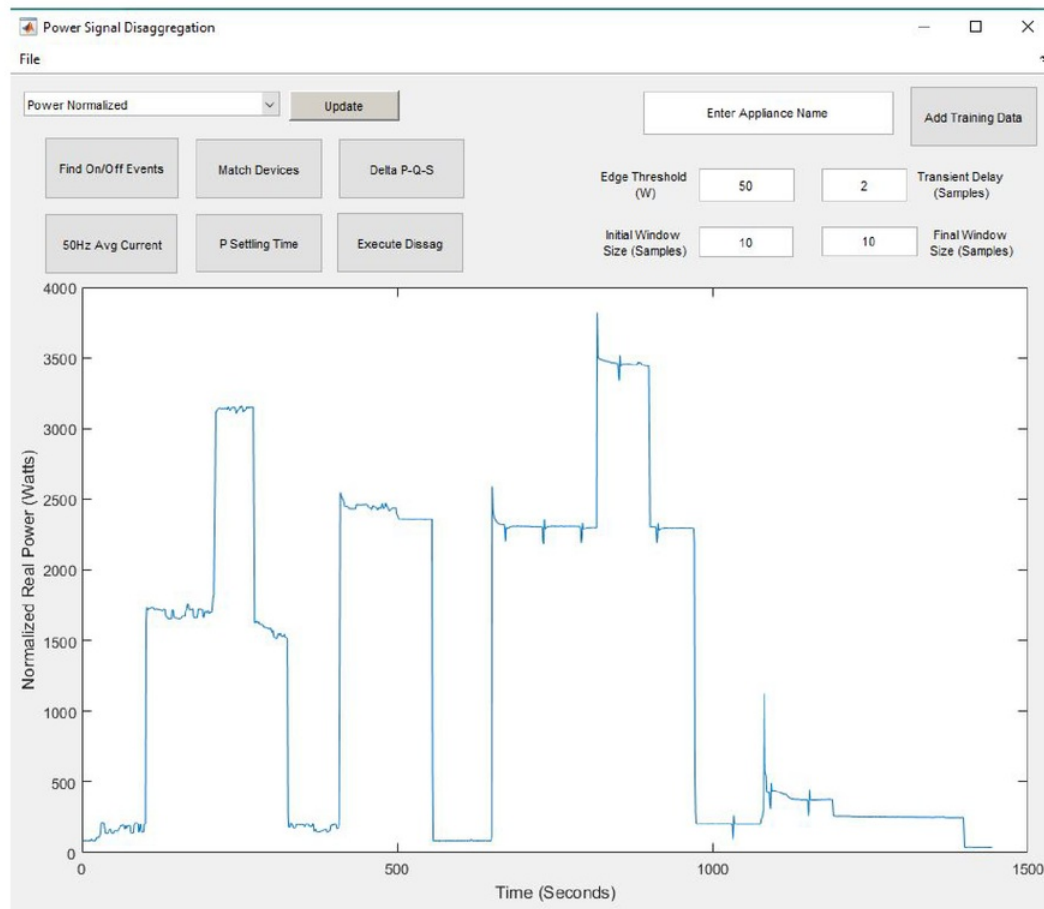 Power Signal Disaggregation
File
Power Normalized
Update
Enter Appliance Name
Add Training Data
Find On/Off Events
Match Devices
Delta P-Q-S
Edge Threshold
(W)
50
2
Transient Delay
(Samples)
50Hz Avg Current
P Settling Time
Execute Dissag
Initial Window
Size (Samples)
10
10
Final Window
Size (Samples)
4000
3500
3000
2500
2000
1500
1000
500
0
Normalized Real Power (Watts)
0
500
1000
1500
Time (Seconds)